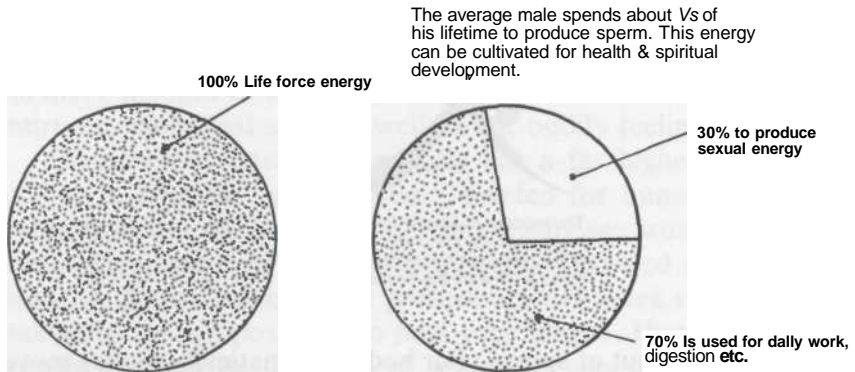 The average male spends about Vs of
his lifetime to produce sperm. This energy
can be cultivated for health & spiritual
development.
100% Life force energy
30% to produce
sexual energy
70% Is used for dally work,
digestion etc.